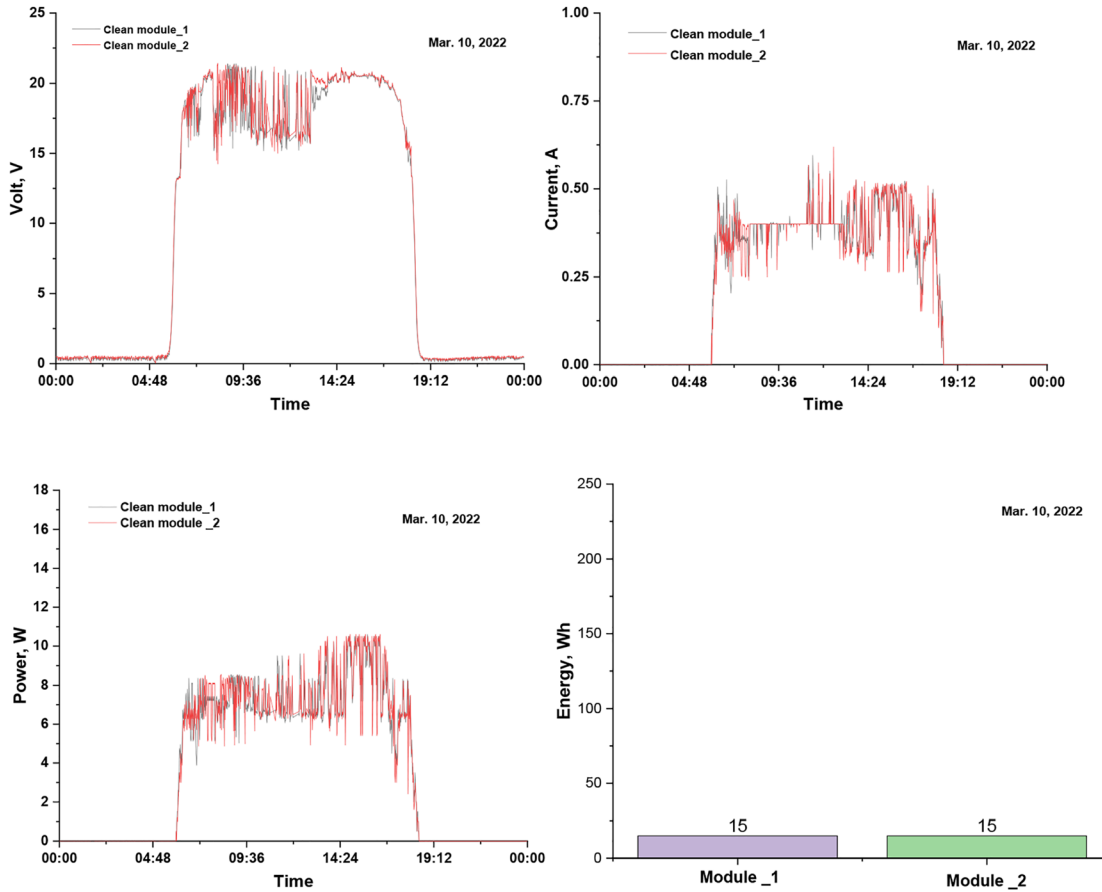 25
20
15
10
5
0
Volt, V
Clean module_1
Clean module_2
Mar. 10, 2022
00:00 04:48 09:36 14:24 19:12 00:00
Time
1.00
0.75
0.50
0.25
0.00
Current, A
Clean module_1
Clean module_2
Mar. 10, 2022
00:00 04:48 09:36 14:24 19:12 00:00
Time
18
16
14
12
10
8
6
4
2
0
Power, W
Clean module_1
Clean module _2
Mar. 10, 2022
00:00 04:48 09:36 14:24 19:12 00:00
Time
250
200
150
100
50
0
Energy, Wh
Mar. 10, 2022
15 15
Module _1 Module _2